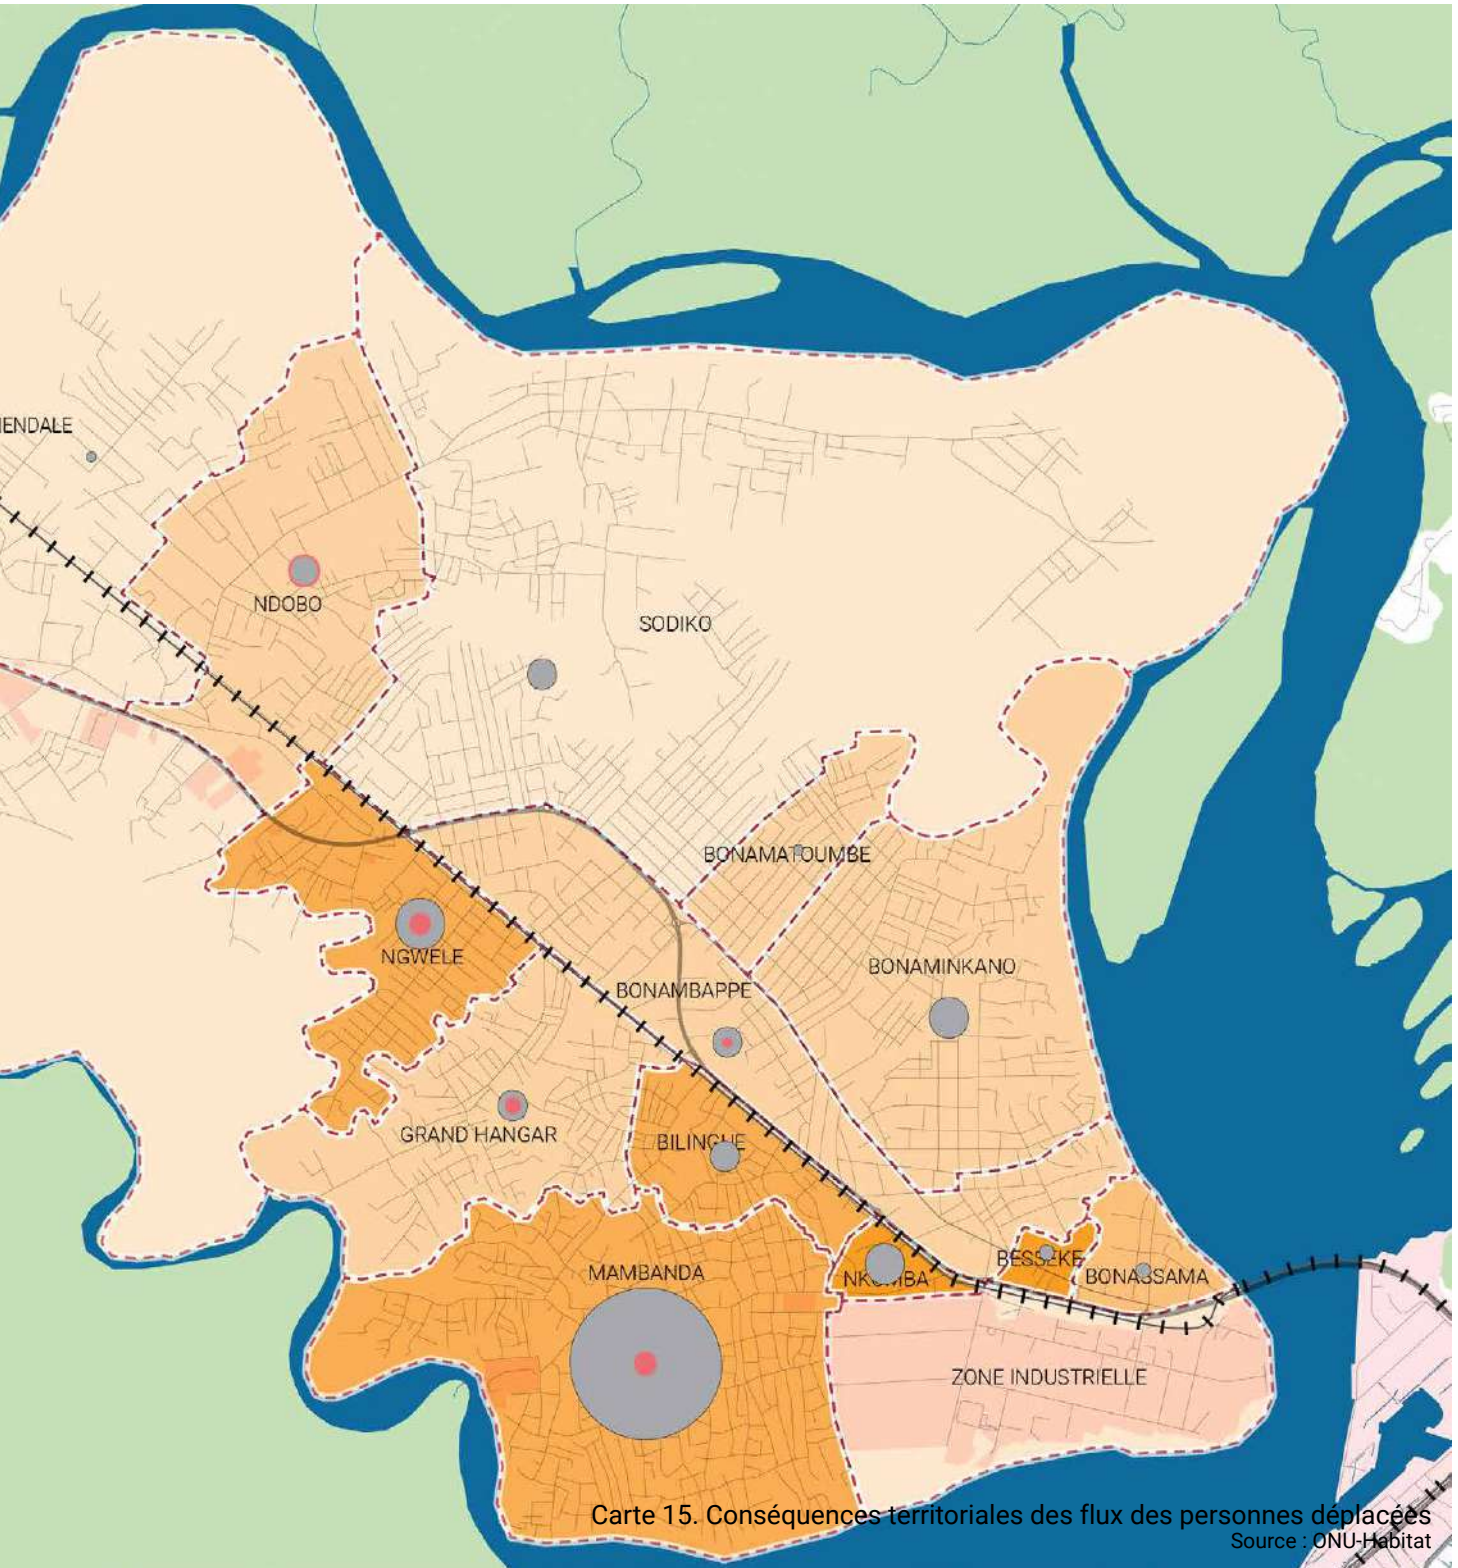 IENDALE
NDOBO
SODIKO
BONAMATOUMBE
NGWELE
BONAMINKANO
BONAMBAPPE
GRAND HANGAR
BILINGUE
MAMBANDA
NKOMBA
BESSEKE
BONASSAMA
ZONE INDUSTRIELLE
Carte 15. Conséquences territoriales des flux des personnes déplacées
Source : ONU-Habitat